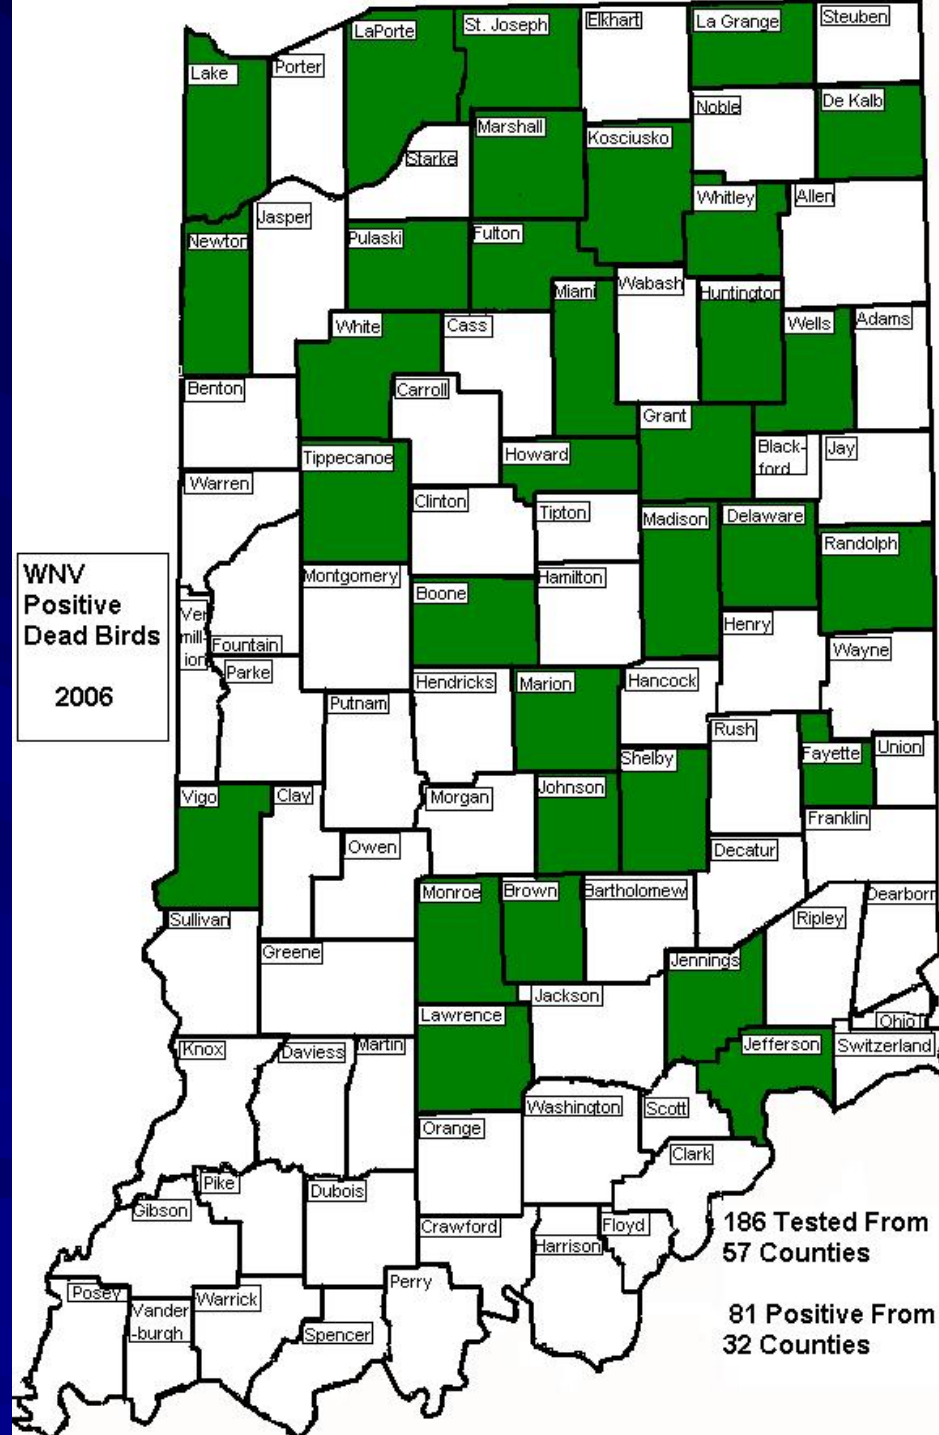 LaPorte
St. Joseph
Elkhart
La Grange
Steuben
Lake
Porter
Noble
De Kalb
Marshall
Kosciusko
Starke
Whitley
Allen
Jasper
Newton
Pulaski
Fulton
Miami
Wabash
Huntington
White
Cass
Wells
Adams
Benton
Carroll
Grant
Tippecanoe
Howard
Black-
ford
Jay
Warren
Clinton
Tipton
Madison
Delaware
Randolph
WNV
Positive
Dead Birds
2006
Montgomery
Boone
Hamilton
Ver
mill-
ion
Fountain
Henry
Wayne
Parke
Hendricks
Marion
Hancock
Putnam
Rush
Fayette
Union
Shelby
Vigo
Clay
Morgan
Johnson
Franklin
Owen
Decatur
Monroe
Brown
Bartholomew
Dearborn
Ripley
Sullivan
Greene
Jennings
Jackson
Lawrence
Ohio
Knox
Daviess
Martin
Jefferson
Switzerland
Washington
Scott
Orange
Clark
Pike
Dubois
Gibson
Crawford
Harrison
Floyd
186 Tested From
57 Counties
Posey
Vander
-burgh
Warrick
Perry
Spencer
81 Positive From
32 Counties